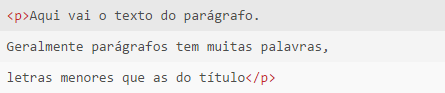 <p>Aqui vai o texto do parágrafo.
Geralmente parágrafos tem muitas palavras,
letras menores que as do título</p>